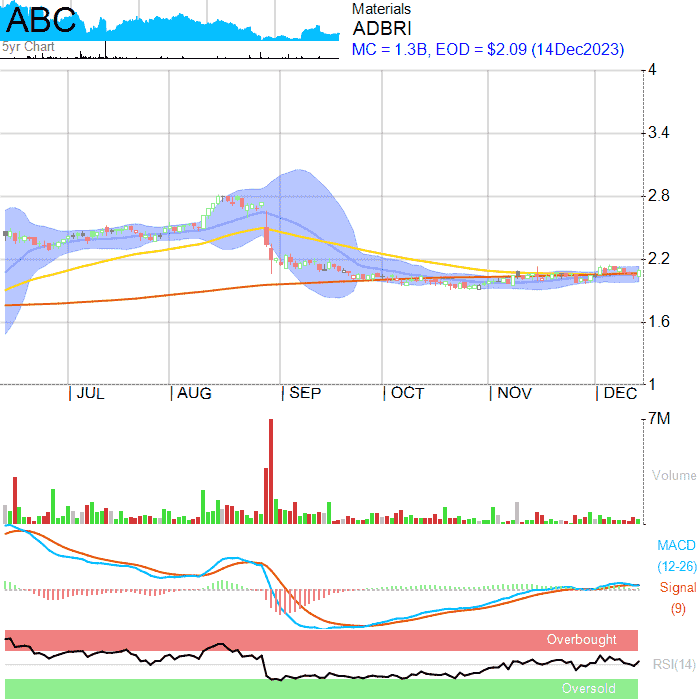 ABC
5yr Chart
Materials
ADBRI
MC = 1.3B, EOD = $2.09 (14Dec2023)
4
3.4
2.8
2.2
1.6
1
JUL AUG SEP OCT NOV DEC
7M
Volume
MACD
(12-26)
Signal
(9)
Overbought
RSI(14)
Oversold